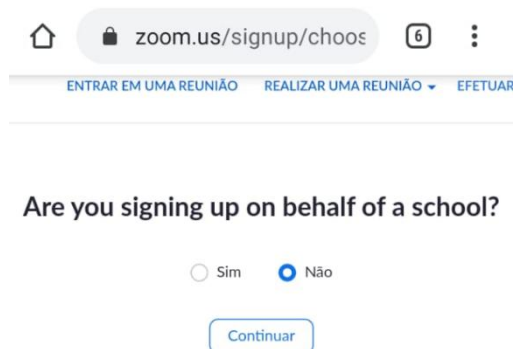 zoom.us/signup/choos 6
ENTRAR EM UMA REUNIÃO REALIZAR UMA REUNIÃO EFETUAR
Are you signing up on behalf of a school?
Sim Não
Continuar